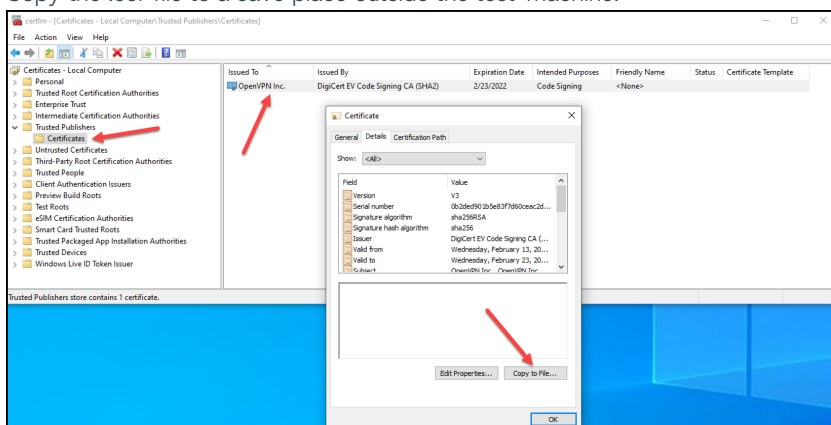 Copy the .cer file to a save place outside the test-machine.
certlm - [Certificates - Local Computer\Trusted Publishers\Certificates]
File Action View Help
Certificates - Local Computer
Personal
Trusted Root Certification Authorities
Enterprise Trust
Intermediate Certification Authorities
Trusted Publishers
Certificates
Untrusted Certificates
Third-Party Root Certification Authorities
Trusted People
Client Authentication Issuers
Preview Build Roots
Test Roots
eSIM Certification Authorities
Smart Card Trusted Roots
Trusted Packaged App Installation Authorities
Trusted Devices
Windows Live ID Token Issuer
Issued To Issued By Expiration Date Intended Purposes Friendly Name Status Certificate Template
OpenVPN Inc. DigiCert EV Code Signing CA (SHA2) 2/23/2022 Code Signing <None>
Certificate
General Details Certification Path
Show: <All>
Field Value
Version V3
Serial number 0b2ded901b5e83f7d60ceac2d...
Signature algorithm sha256RSA
Signature hash algorithm sha256
Issuer DigiCert EV Code Signing CA (...
Valid from Wednesday, February 13, 20...
Valid to Wednesday, February 23, 20...
Subject OpenVPN Inc., OpenVPN Inc.
Edit Properties... Copy to File...
OK
Trusted Publishers store contains 1 certificate.